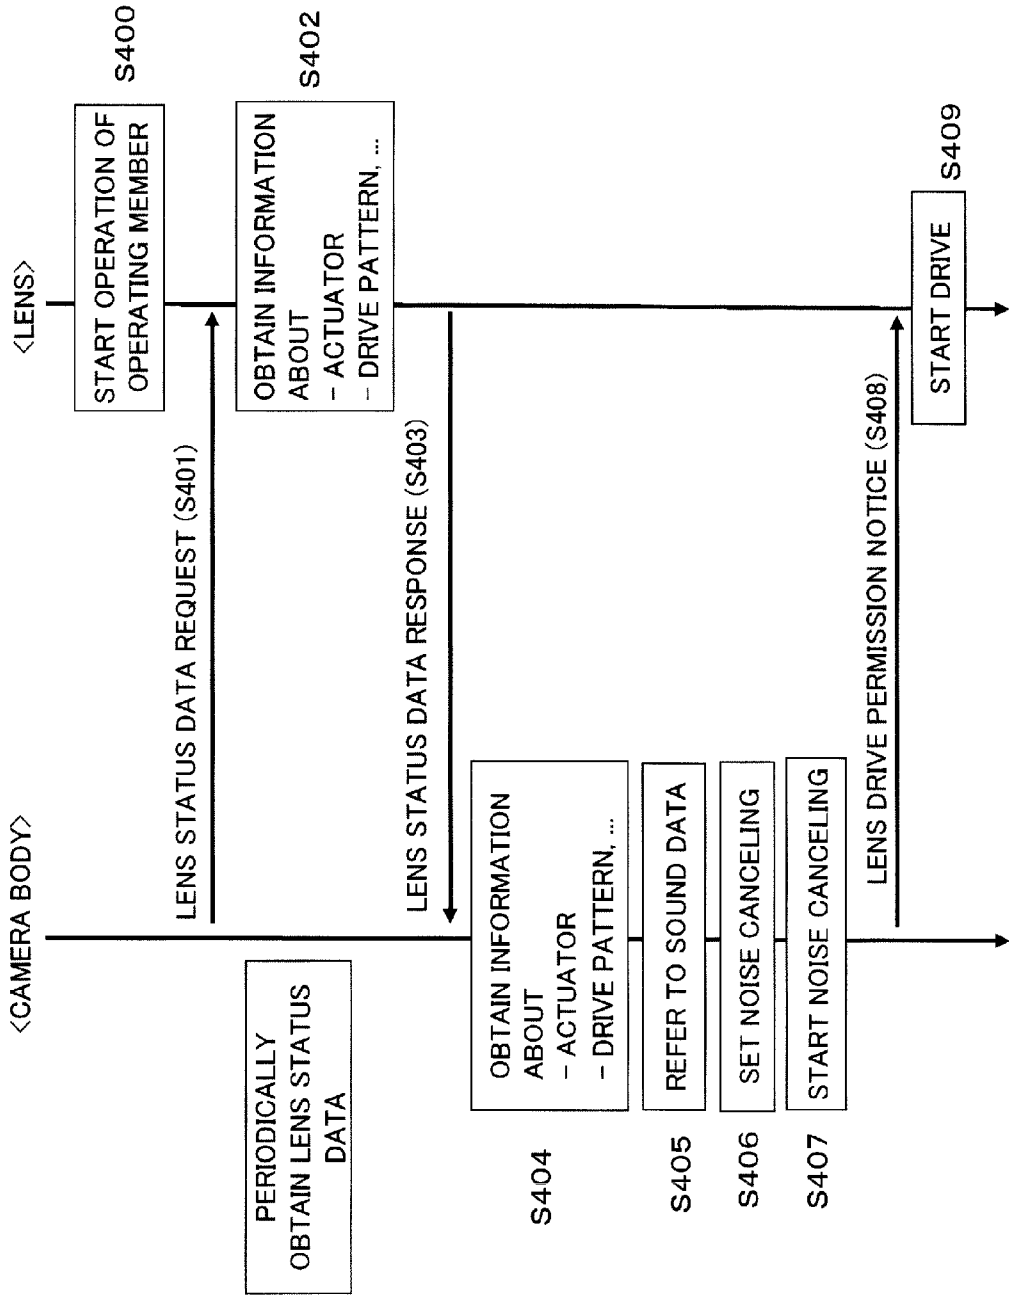 <CAMERA BODY>
<LENS>
START OPERATION OF
OPERATING MEMBER
S400
LENS STATUS DATA REQUEST (S401)
PERIODICALLY
OBTAIN LENS STATUS
DATA
OBTAIN INFORMATION
ABOUT
- ACTUATOR
- DRIVE PATTERN, ...
S402
LENS STATUS DATA RESPONSE (S403)
S404
OBTAIN INFORMATION
ABOUT
- ACTUATOR
- DRIVE PATTERN, ...
S405
REFER TO SOUND DATA
S406
SET NOISE CANCELING
S407
START NOISE CANCELING
LENS DRIVE PERMISSION NOTICE (S408)
START DRIVE
S409